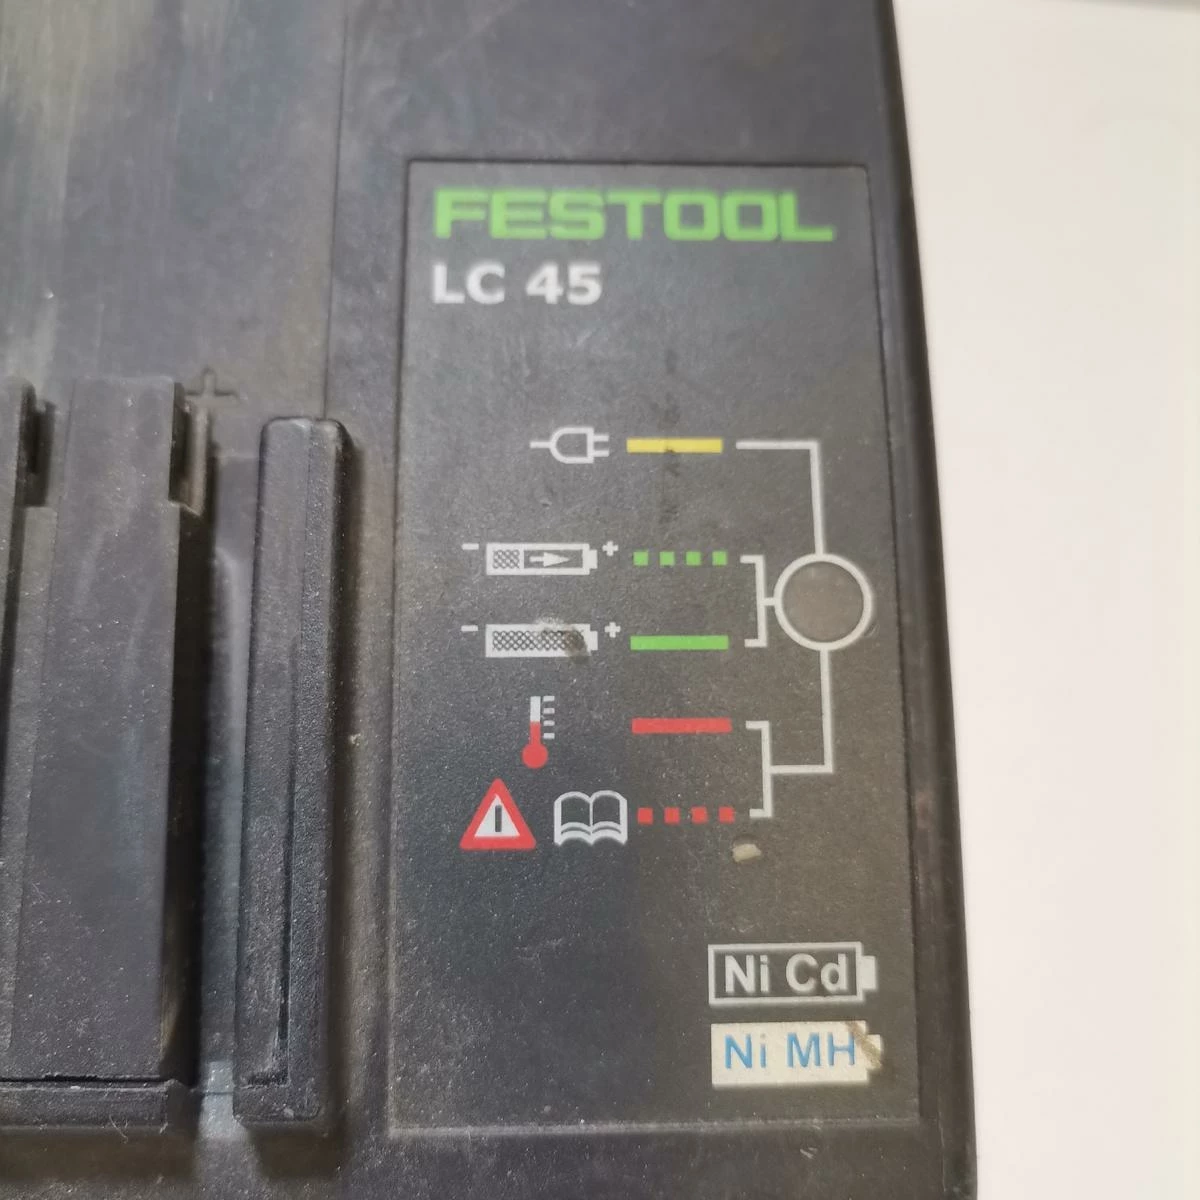 FESTOOL
LC 45
+
- +
- +
Ni Cd
Ni MH